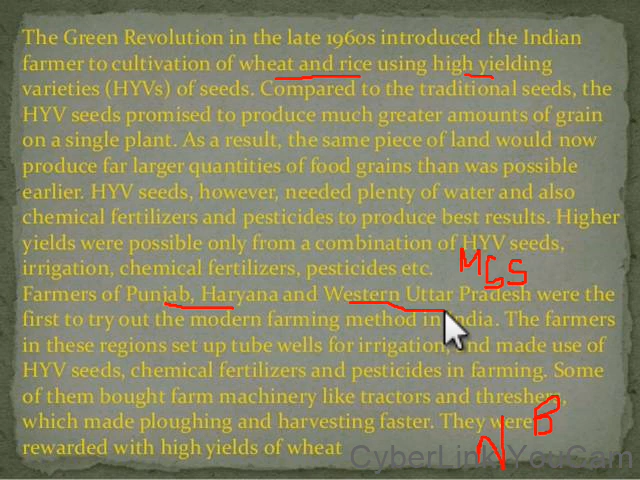 The Green Revolution in the late 1960s introduced the Indian
farmer to cultivation of wheat and rice using high yielding
varieties (HYVs) of seeds. Compared to the traditional seeds, the
HYV seeds promised to produce much greater amounts of grain
on a single plant. As a result, the same piece of land would now
produce far larger quantities of food grains than was possible
earlier. HYV seeds, however, needed plenty of water and also
chemical fertilizers and pesticides to produce best results. Higher
yields were possible only from a combination of HYV seeds,
irrigation, chemical fertilizers, pesticides etc.
MGS
Farmers of Punjab, Haryana and Western Uttar Pradesh were the
first to try out the modern farming method in India. The farmers
in these regions set up tube wells for irrigation, and made use of
HYV seeds, chemical fertilizers and pesticides in farming. Some
of them bought farm machinery like tractors and threshers,
which made ploughing and harvesting faster. They were
rewarded with high yields of wheat
N B
CyberLink YouCam